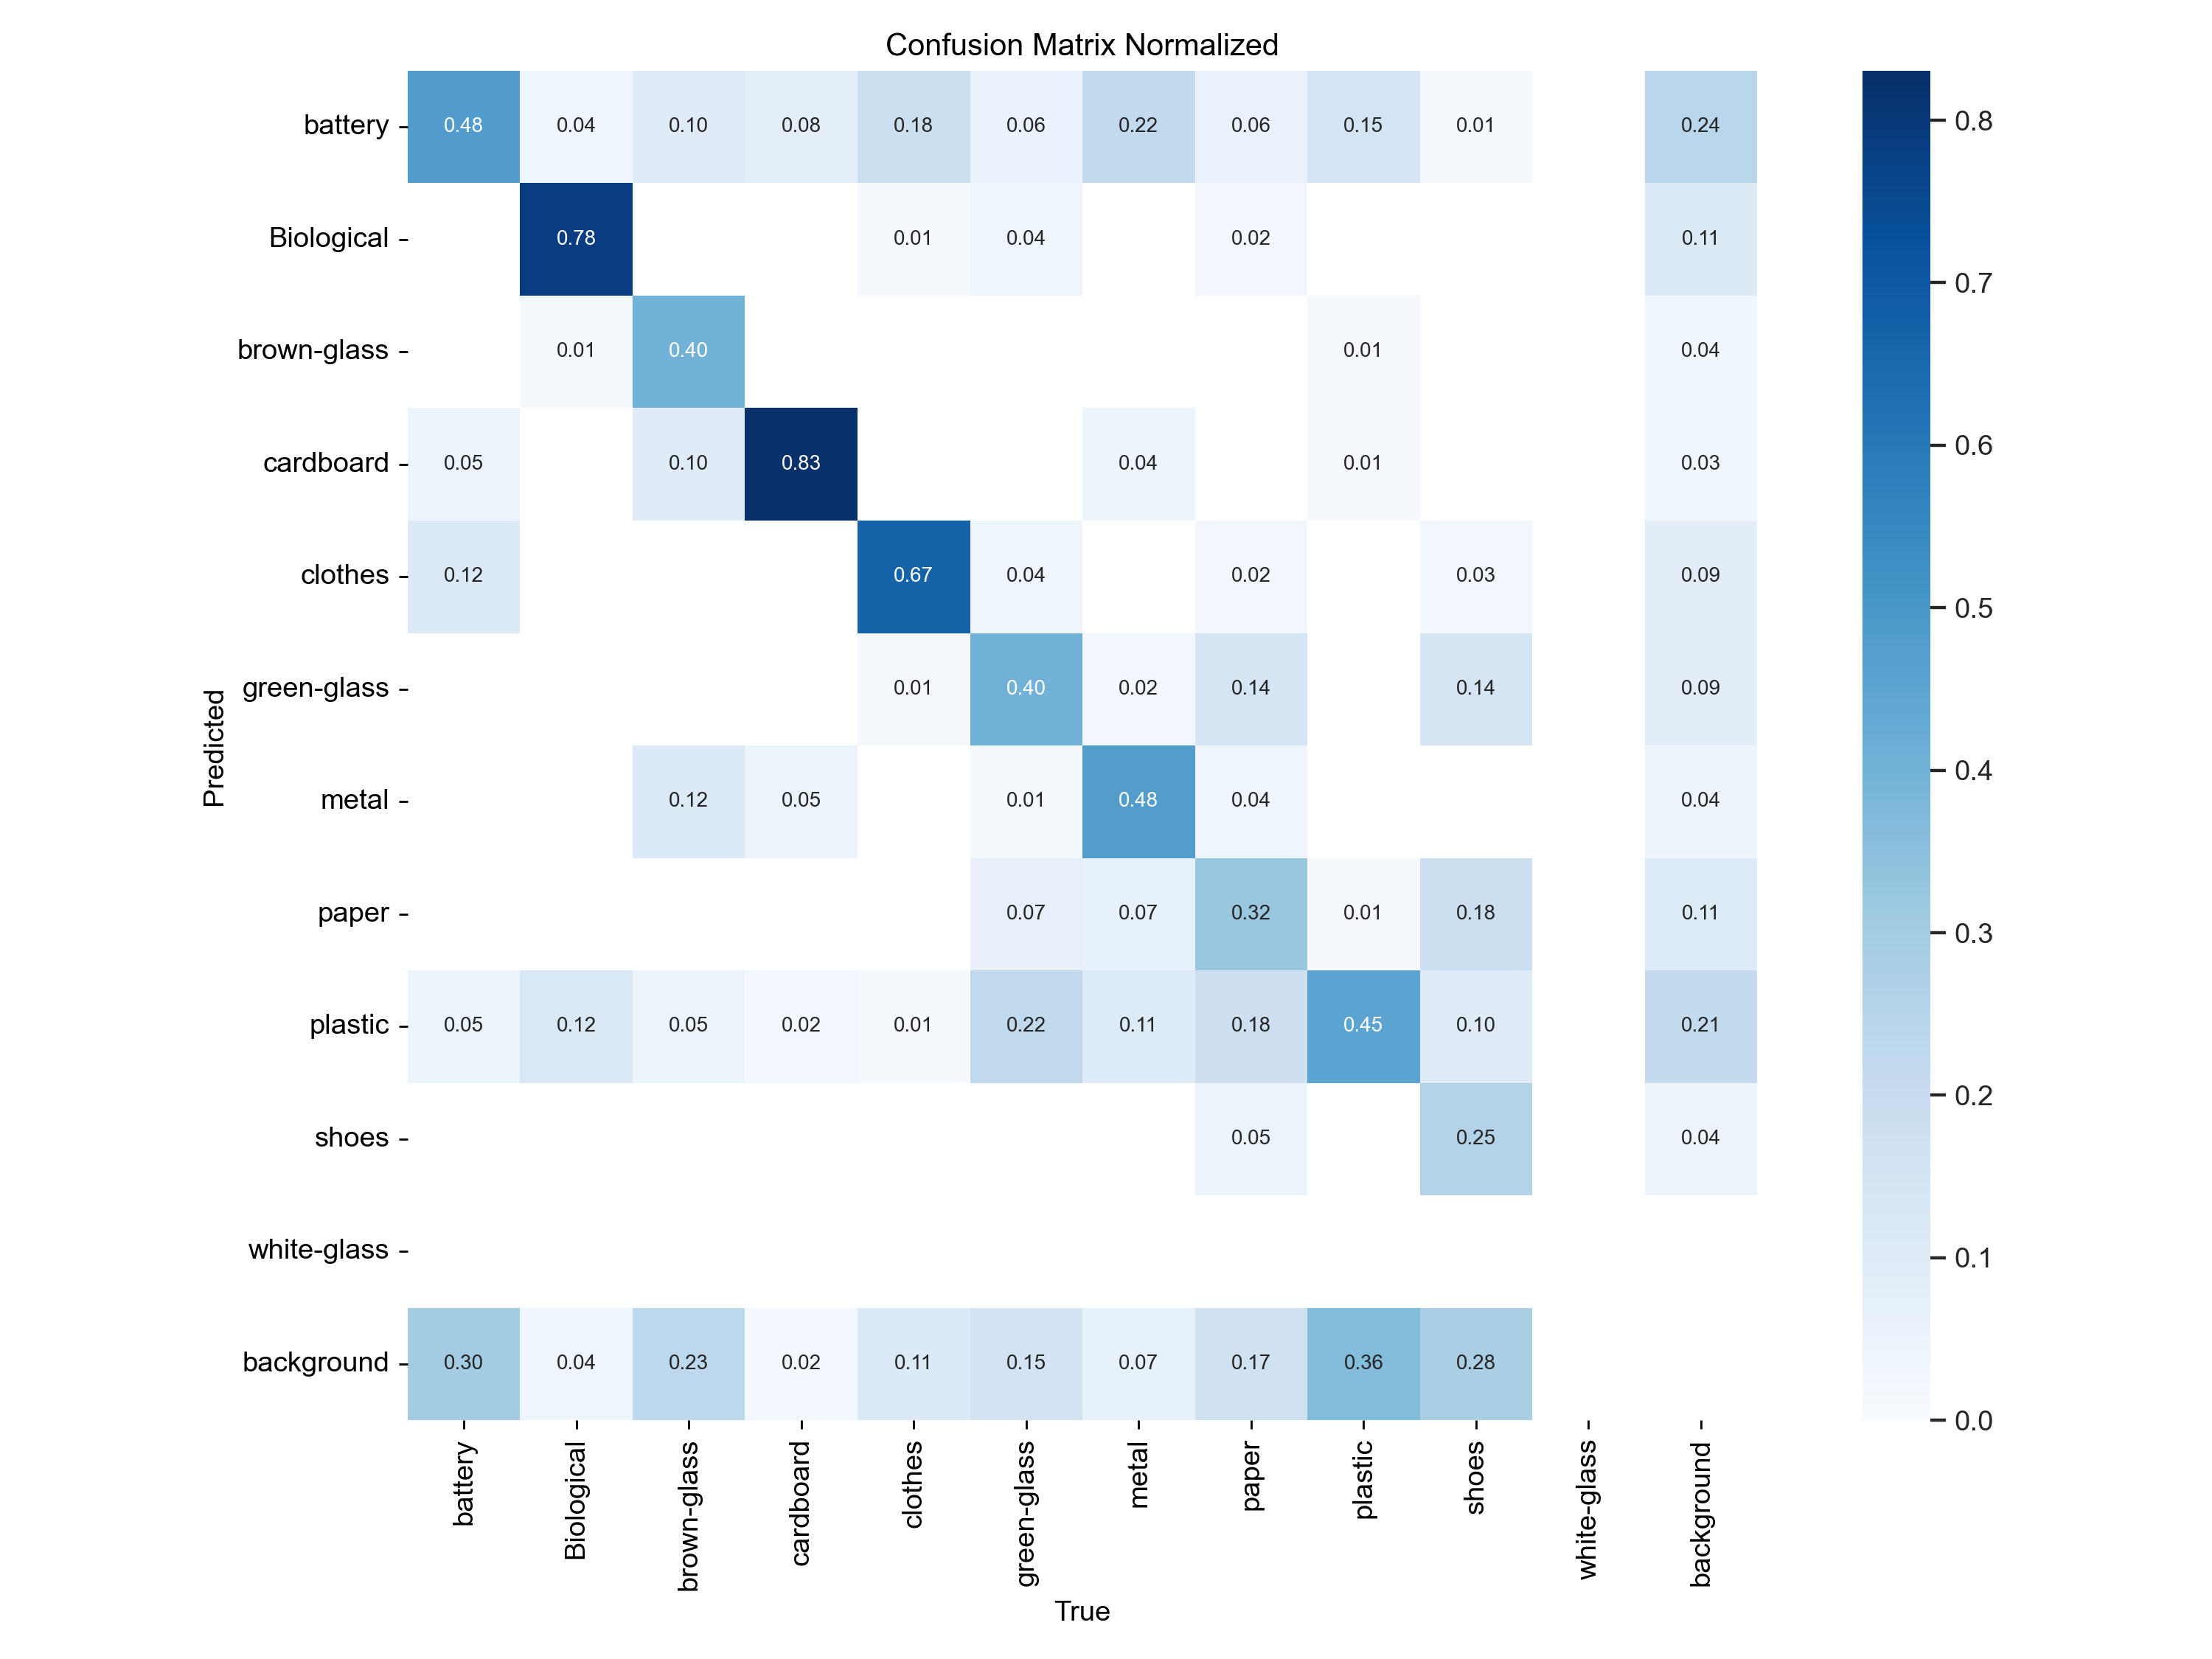 Confusion Matrix Normalized
battery 0.48 0.04 0.10 0.08 0.18 0.06 0.22 0.06 0.15 0.01 0.24
Biological 0.78 0.01 0.04 0.02 0.11
brown-glass 0.01 0.40 0.01 0.04
cardboard 0.05 0.10 0.83 0.04 0.01 0.03
clothes 0.12 0.67 0.04 0.02 0.03 0.09
green-glass 0.01 0.40 0.02 0.14 0.14 0.09
metal 0.12 0.05 0.01 0.48 0.04 0.04
paper 0.07 0.07 0.32 0.01 0.18 0.11
plastic 0.05 0.12 0.05 0.02 0.01 0.22 0.11 0.18 0.45 0.10 0.21
shoes 0.05 0.25 0.04
white-glass
background 0.30 0.04 0.23 0.02 0.11 0.15 0.07 0.17 0.36 0.28
Predicted
battery
Biological
brown-glass
cardboard
clothes
green-glass
metal
paper
plastic
shoes
white-glass
background
True
0.8
0.7
0.6
0.5
0.4
0.3
0.2
0.1
0.0